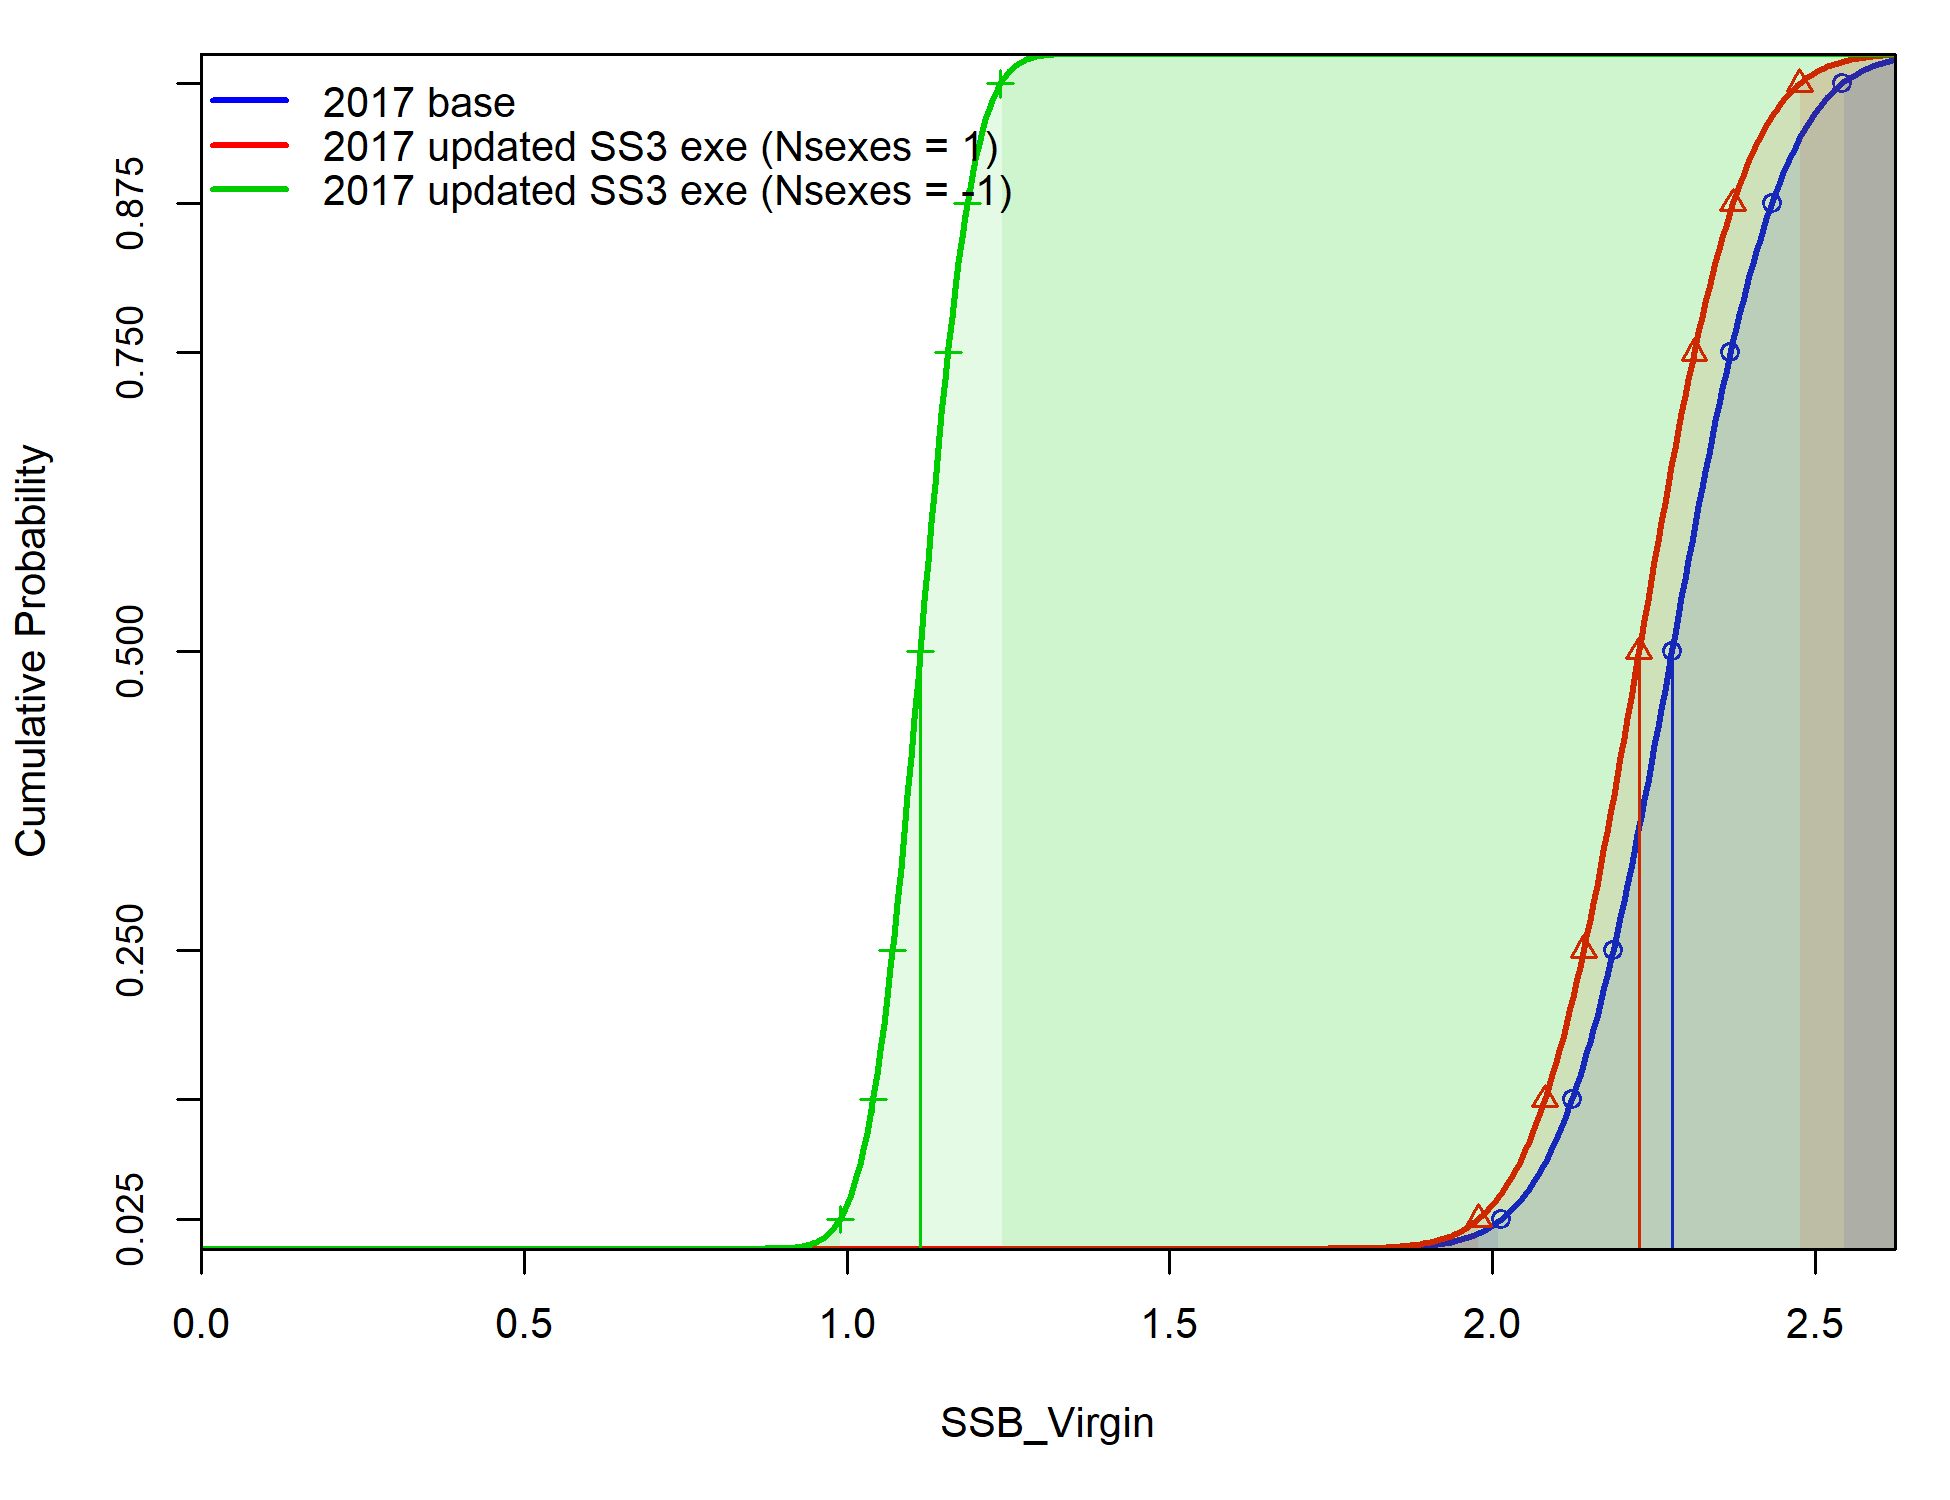 2017 base
2017 updated SS3 exe (Nsexes = 1)
2017 updated SS3 exe (Nsexes = -1)
Cumulative Probability
0.875
0.750
0.500
0.250
0.025
0.0 0.5 1.0 1.5 2.0 2.5
SSB_Virgin